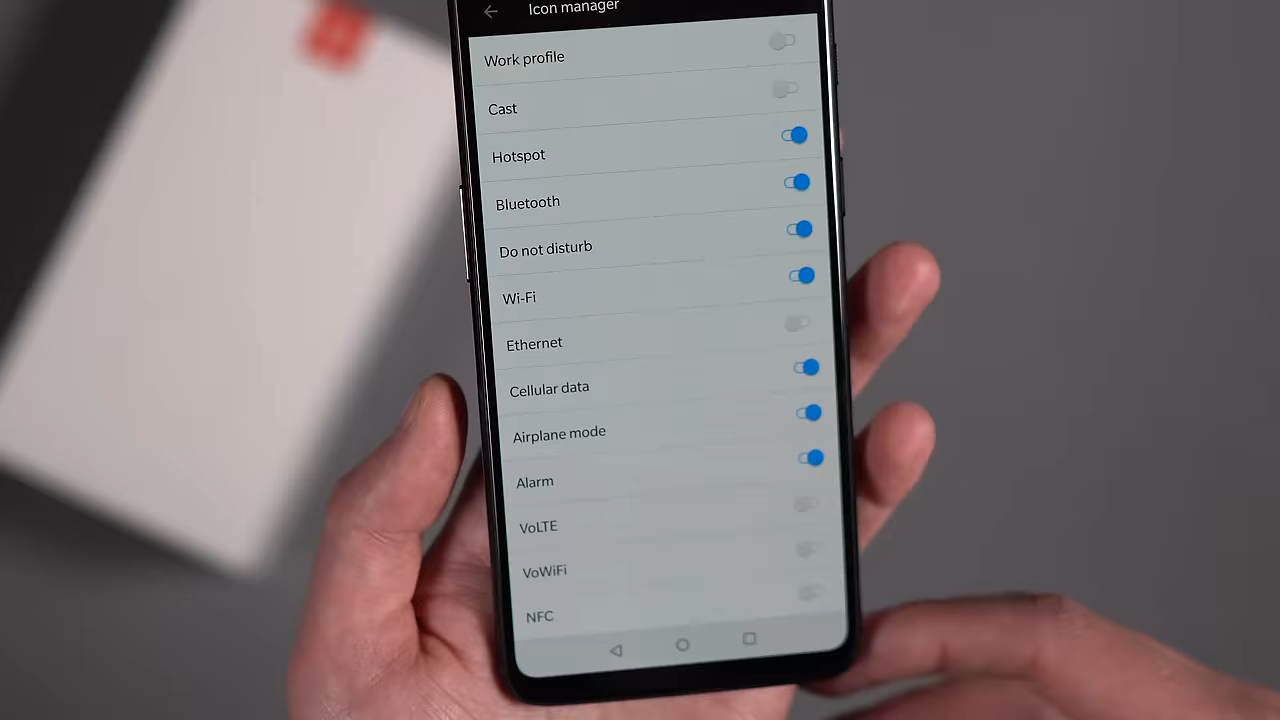 Icon manager
Work profile
Cast
Hotspot
Bluetooth
Do not disturb
Wi-Fi
Ethernet
Cellular data
Airplane mode
Alarm
VoLTE
VoWiFi
NFC